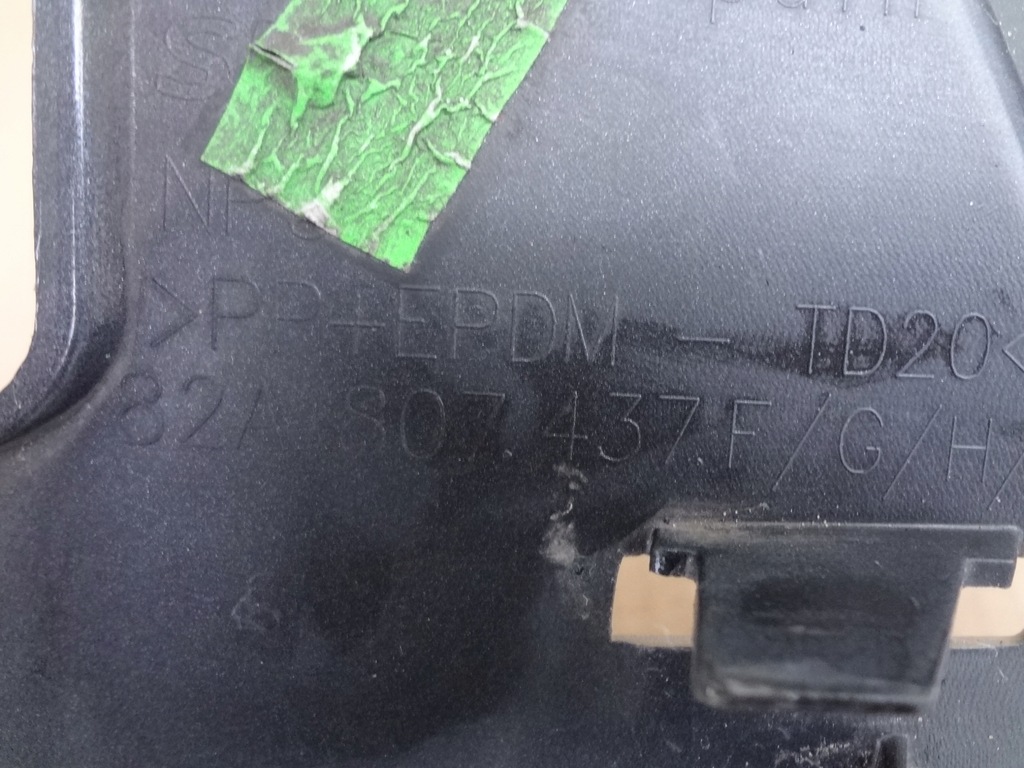 >PP+EPDM - TD20<
82A 807.437.F/G/H/